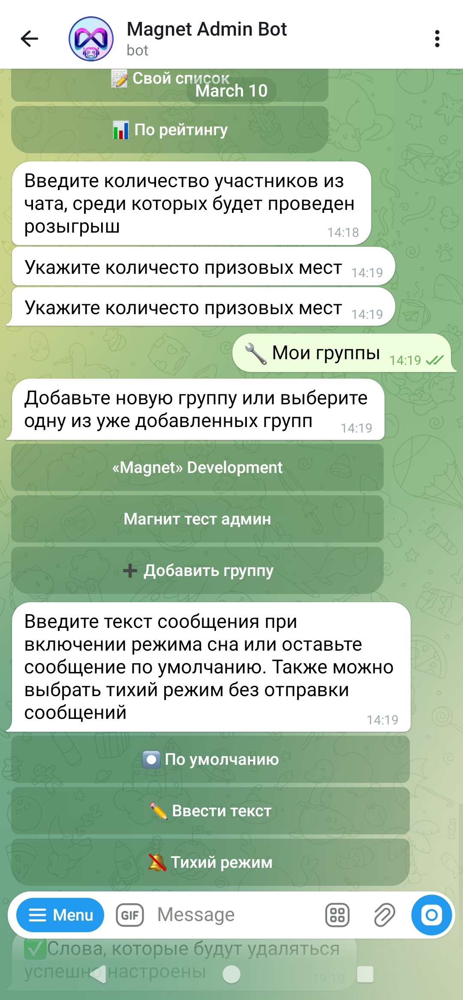 Magnet Admin Bot
bot
Свой список
March 10
По рейтингу
Введите количество участников из
чата, среди которых будет проведен
розыгрыш
14:18
Укажите количесто призовых мест 14:19
Укажите количесто призовых мест 14:19
Мои группы 14:19
Добавьте новую группу или выберите
одну из уже добавленных групп 14:19
«Magnet» Development
Магнит тест админ
Добавить группу
Введите текст сообщения при
включении режима сна или оставьте
сообщение по умолчанию. Также можно
выбрать тихий режим без отправки
сообщений 14:19
По умолчанию
Ввести текст
Тихий режим
Menu GIF Message
Слова, которые будут удаляться
успешно настроены 19:10